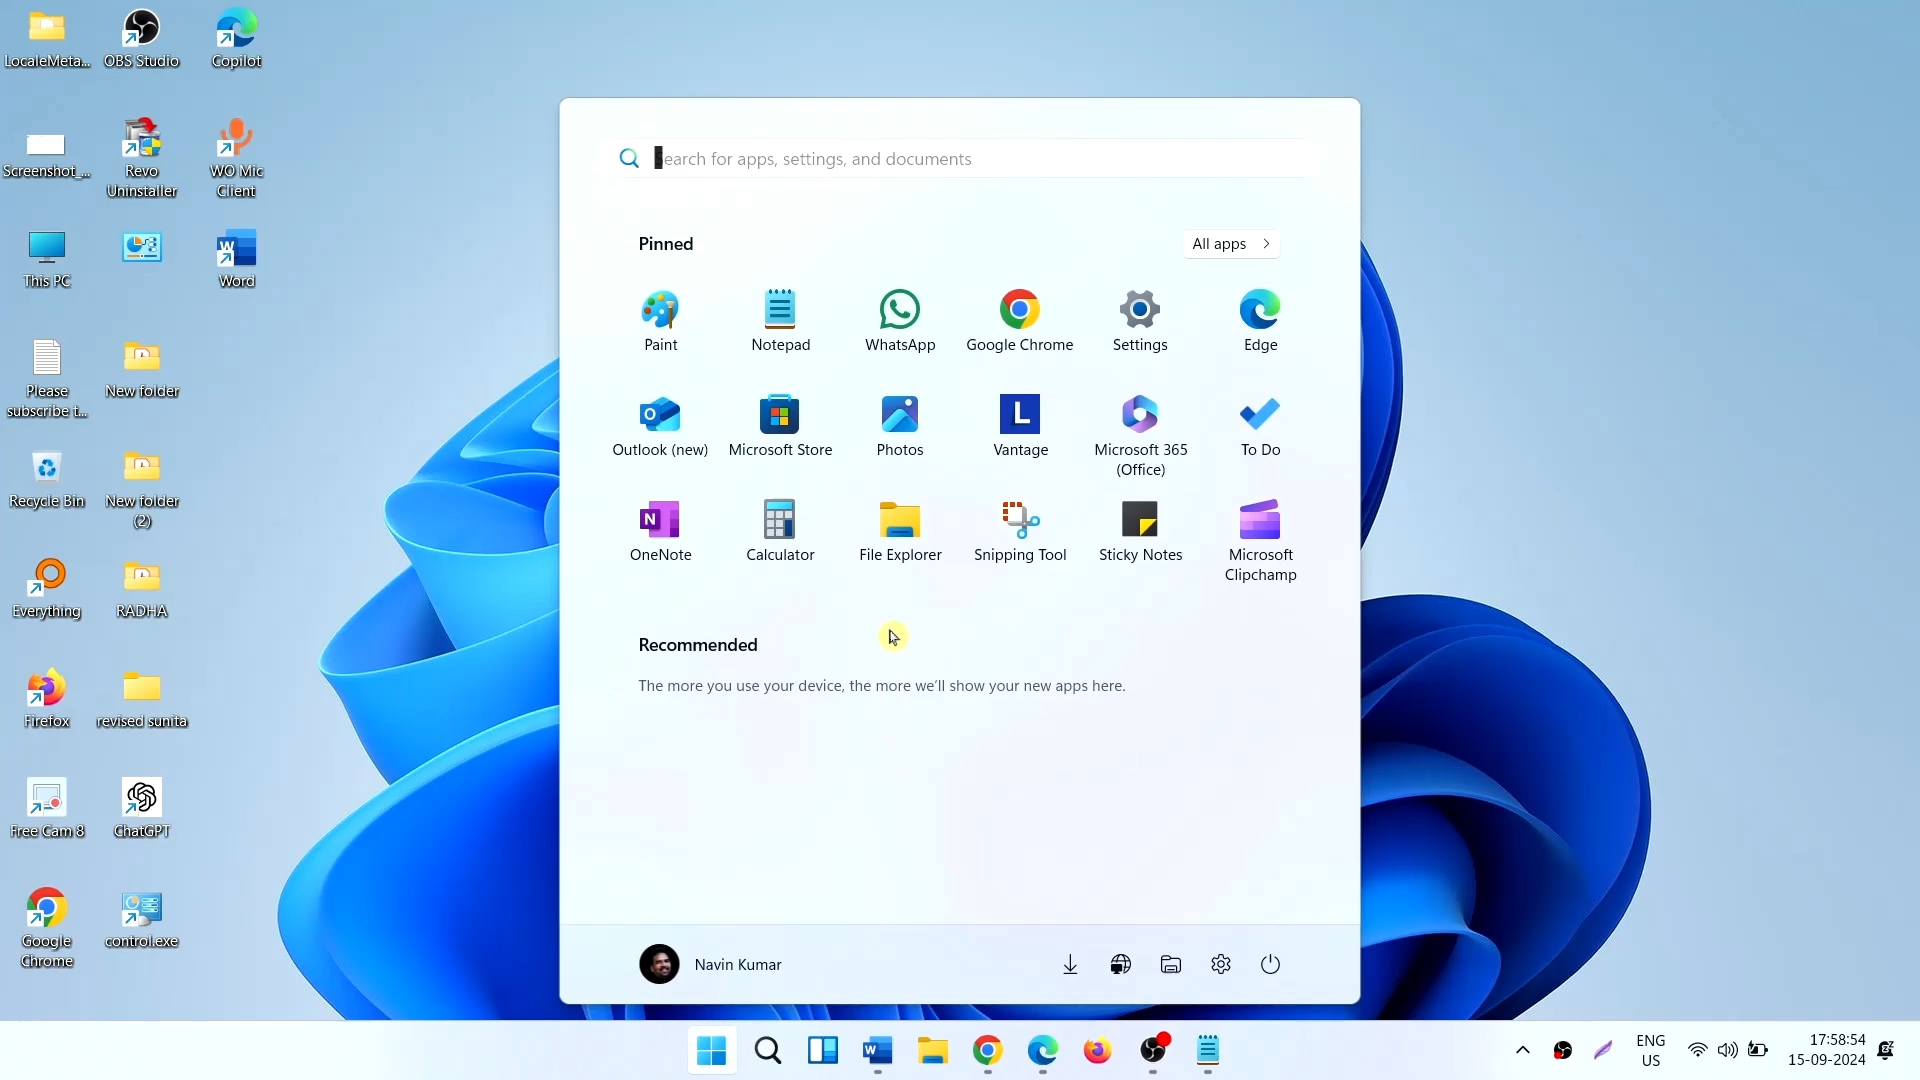 LocaleMeta...
OBS Studio
Copilot
Screenshot_...
Revo
Uninstaller
WO Mic
Client
This PC
Word
Please
subscribe t...
New folder
Recycle Bin
New folder
(2)
Everything
RADHA
Firefox
revised sunita
Free Cam 8
ChatGPT
Google
Chrome
control.exe
Search for apps, settings, and documents
Pinned
All apps
Paint
Notepad
WhatsApp
Google Chrome
Settings
Edge
Outlook (new)
Microsoft Store
Photos
Vantage
Microsoft 365
(Office)
To Do
OneNote
Calculator
File Explorer
Snipping Tool
Sticky Notes
Microsoft
Clipchamp
Recommended
The more you use your device, the more we'll show your new apps here.
Navin Kumar
ENG
US
17:58:54
15-09-2024